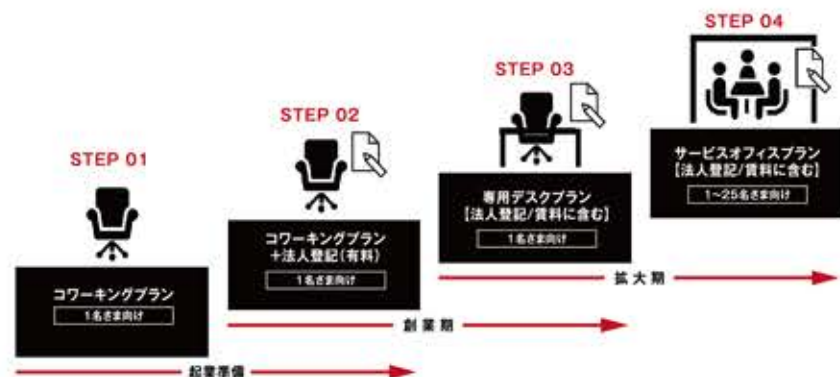 STEP 01
コワーキングプラン
1名さま向け
STEP 02
コワーキングプラン
+法人登記(有料)
1名さま向け
STEP 03
専用デスクプラン
【法人登記/賃料に含む】
1名さま向け
STEP 04
サービスオフィスプラン
【法人登記/賃料に含む】
1~25名さま向け
起業準備
創業期
拡大期